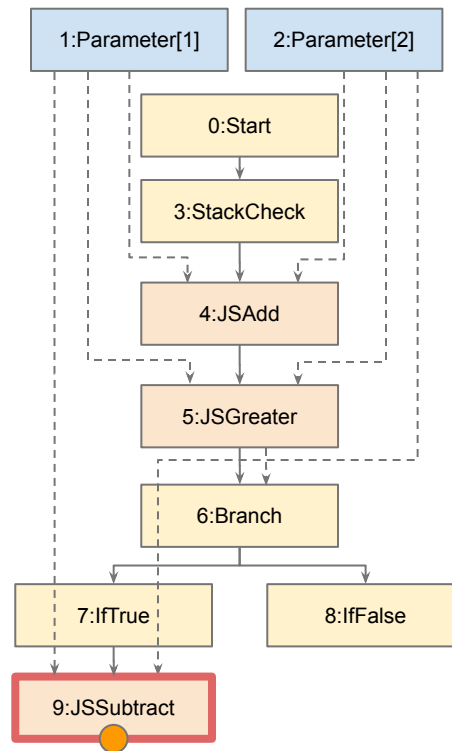 1:Parameter[1]
2:Parameter[2]
0:Start
3:StackCheck
4:JSAdd
5:JSGreater
6:Branch
7:IfTrue
8:IfFalse
9:JSSubtract